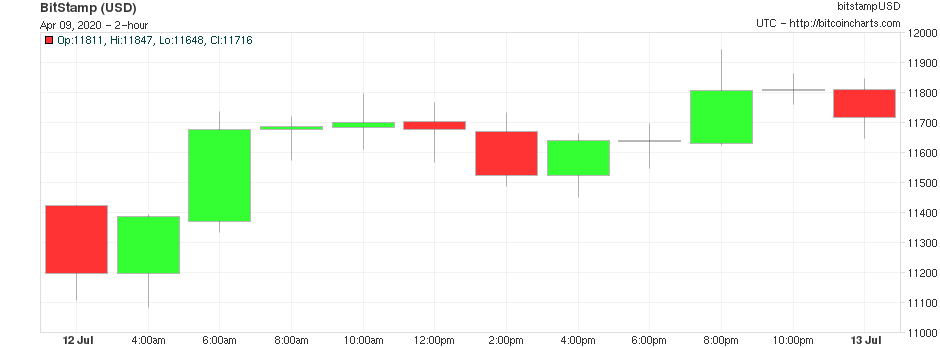 BitStamp (USD)
bitstampUSD
Apr 09, 2020 - 2-hour
UTC - http://bitcoincharts.com
Op:11811, Hi:11847, Lo:11648, Cl:11716
12000
11900
11800
11700
11600
11500
11400
11300
11200
11100
11000
12 Jul 4:00am 6:00am 8:00am 10:00am 12:00pm 2:00pm 4:00pm 6:00pm 8:00pm 10:00pm 13 Jul